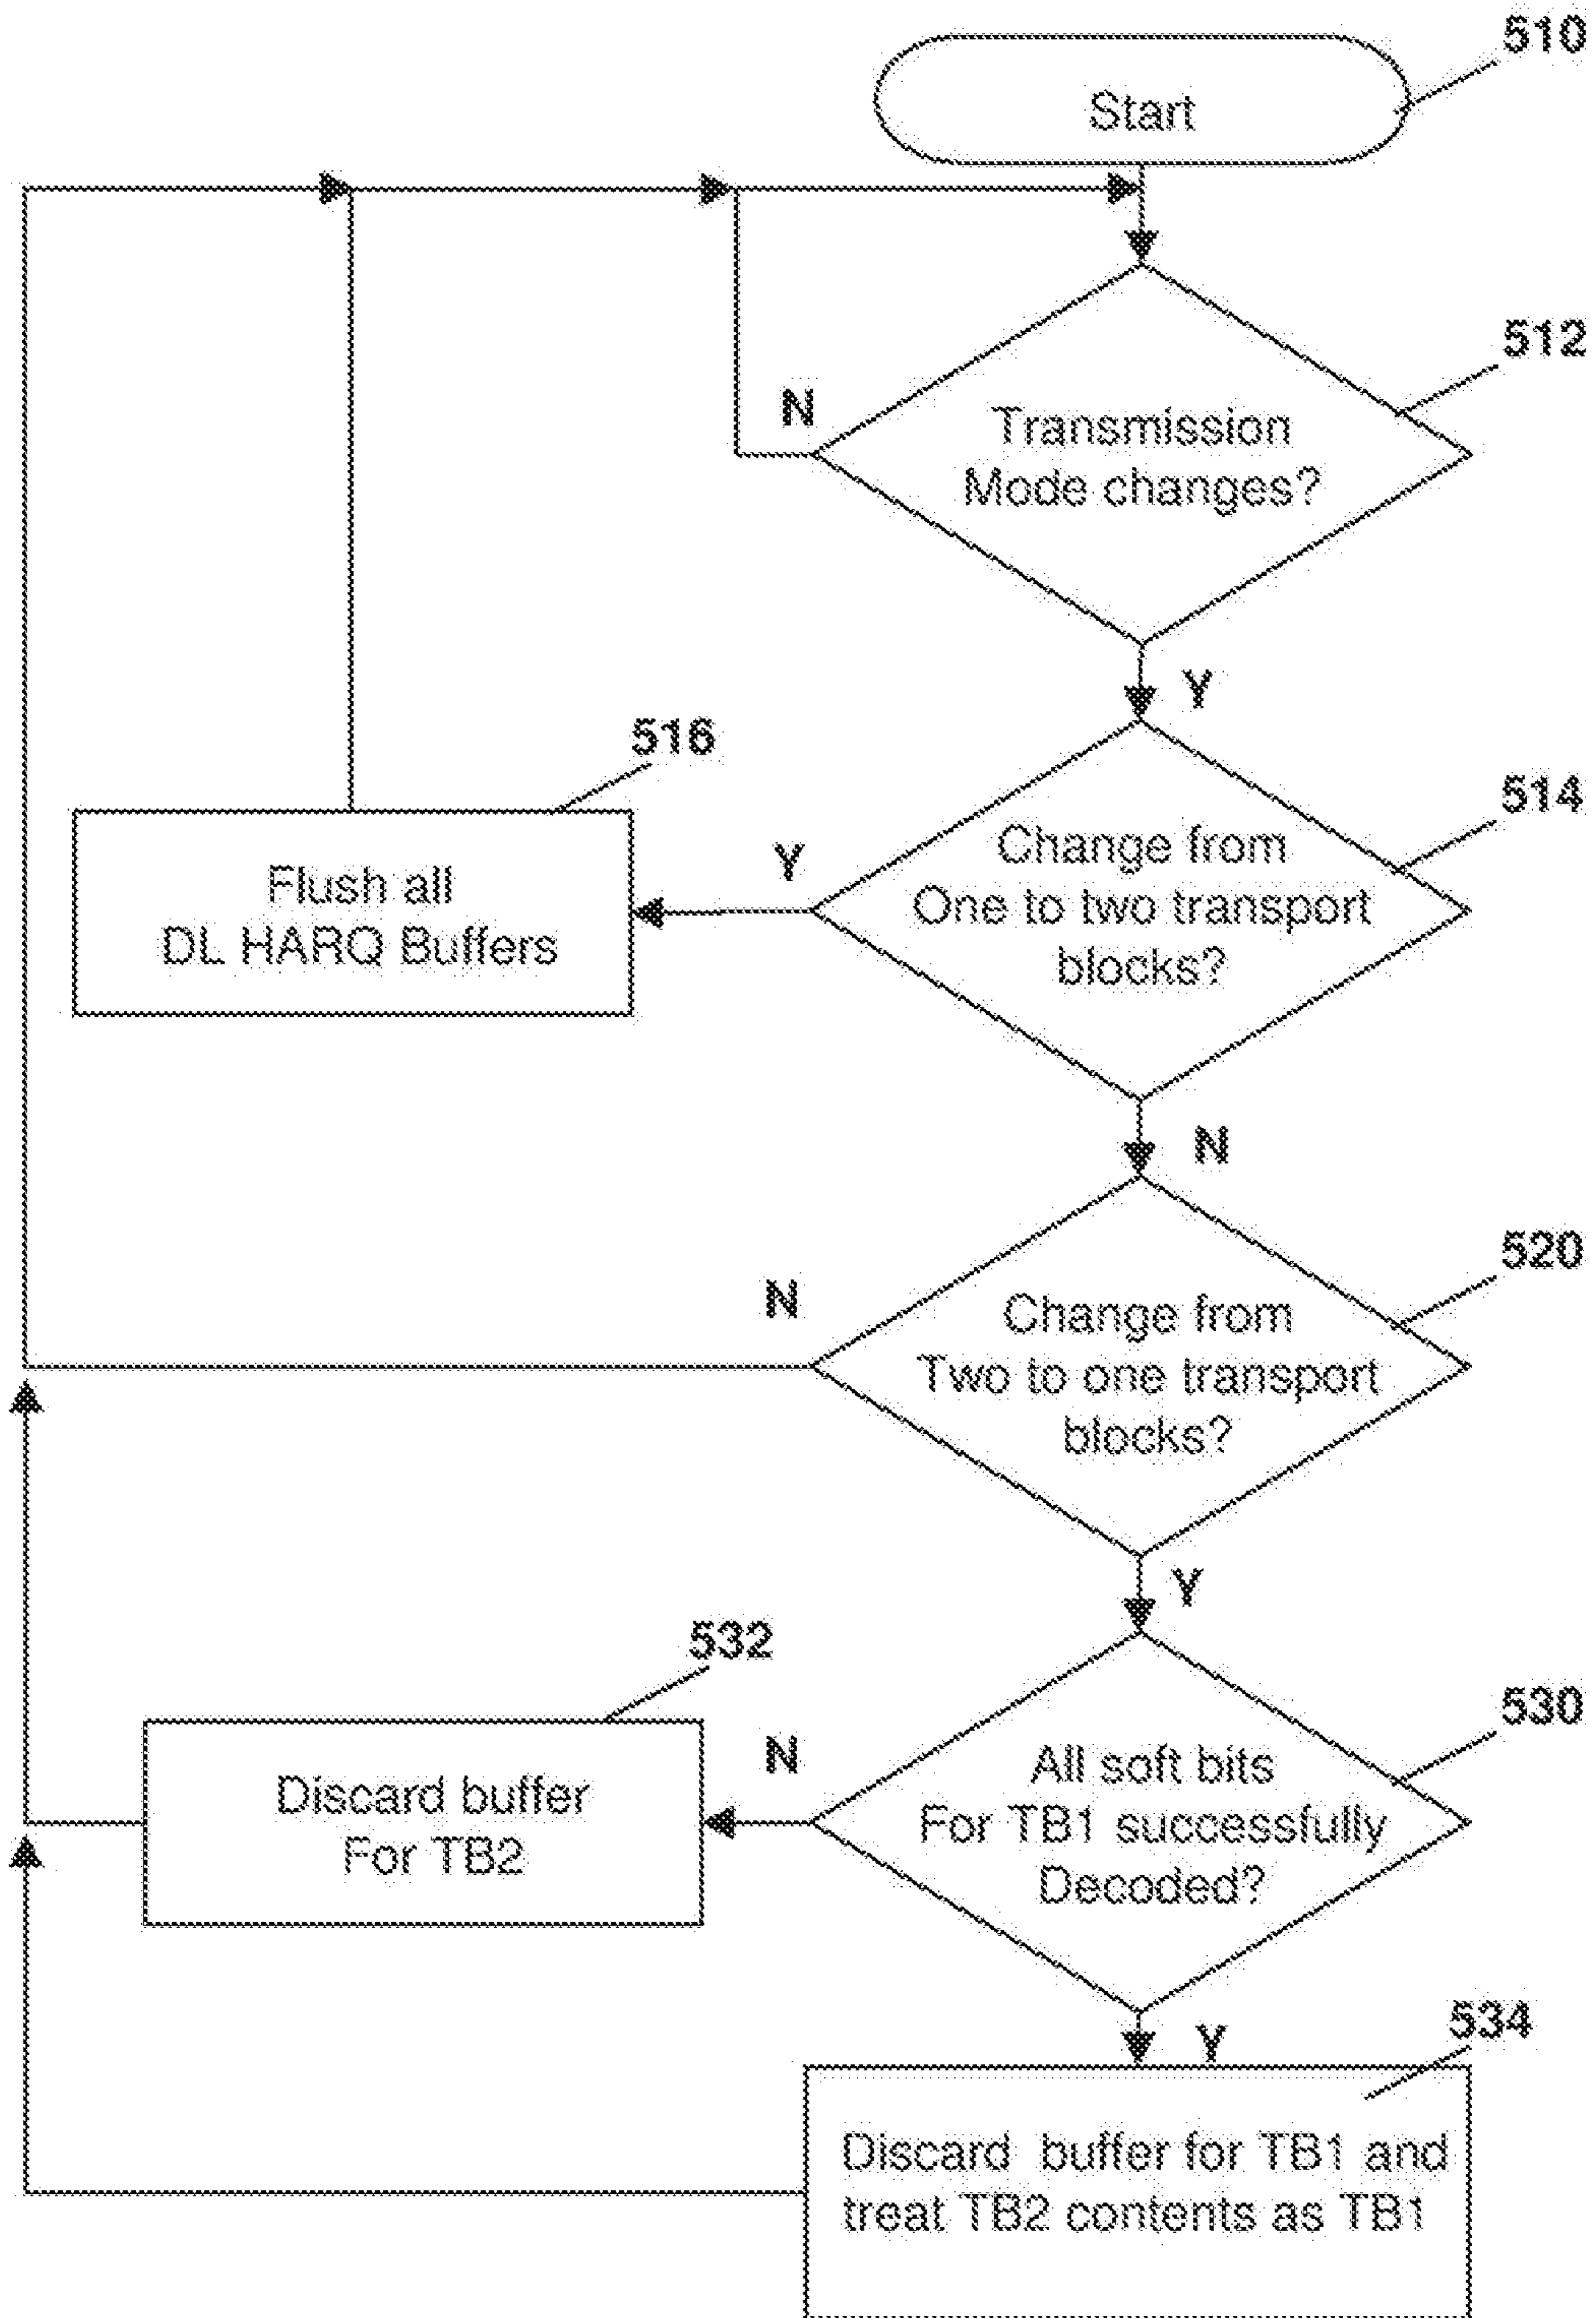 510
Start
512
N
Transmission
Mode changes?
Y
516
514
Flush all
DL HARQ Buffers
Y
Change from
One to two transport
blocks?
N
520
N
Change from
Two to one transport
blocks?
Y
532
530
Discard buffer
For TB2
N
All soft bits
For TB1 successfully
Decoded?
Y
534
Discard buffer for TB1 and
treat TB2 contents as TB1